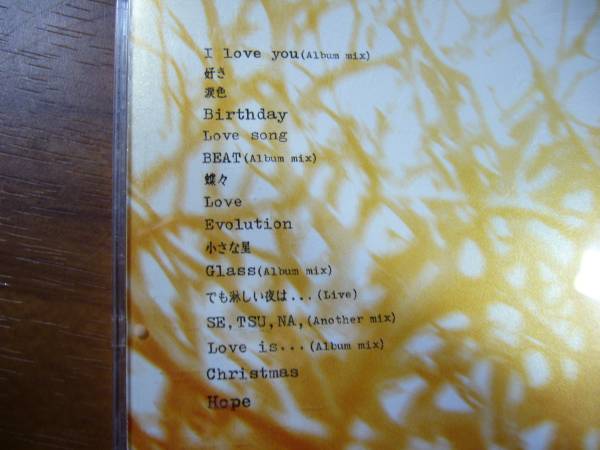 I love you(Album mix)
好き
涙色
Birthday
Love song
BEAT(Album mix)
蝶々
Love
Evolution
小さな星
Glass(Album mix)
でも淋しい夜は...(Live)
SE,TSU,NA,(Another mix)
Love is...(Album mix)
Christmas
Hope